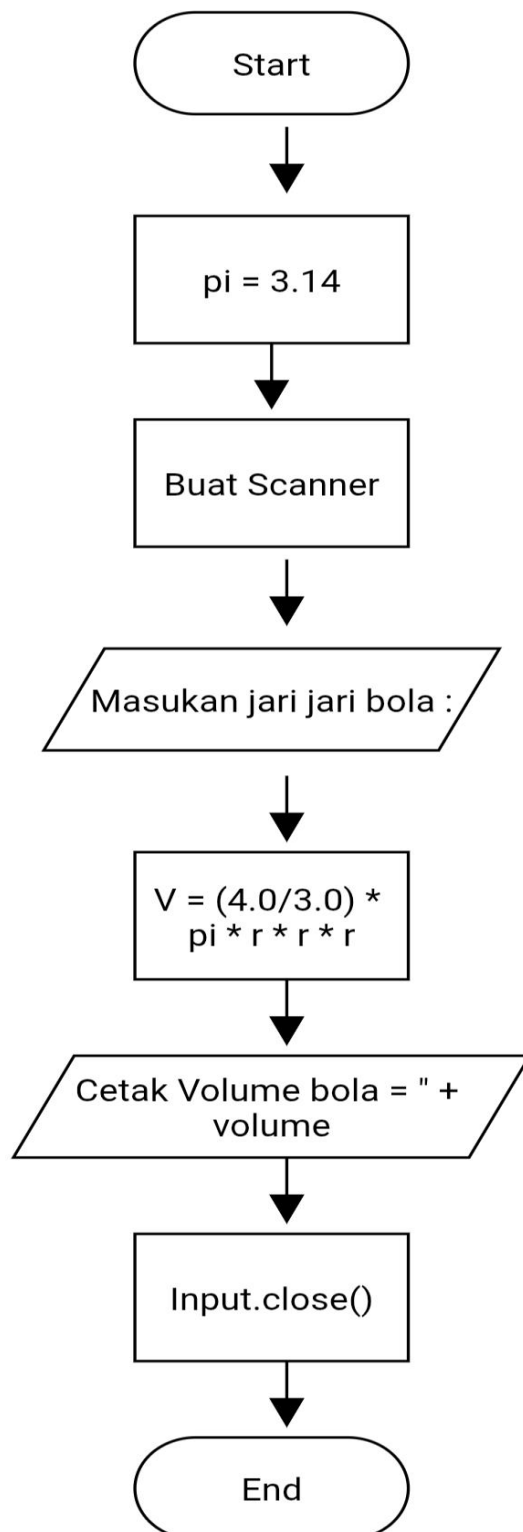 Start
pi = 3.14
Buat Scanner
Masukan jari jari bola :
V = (4.0/3.0) *
pi * r * r * r
Cetak Volume bola = " +
volume
Input.close()
End